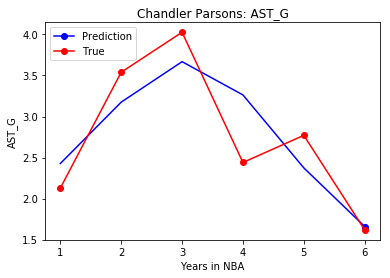 Chandler Parsons: AST_G
Prediction
True
4.0
3.5
3.0
2.5
2.0
1.5
AST_G
1 2 3 4 5 6
Years in NBA